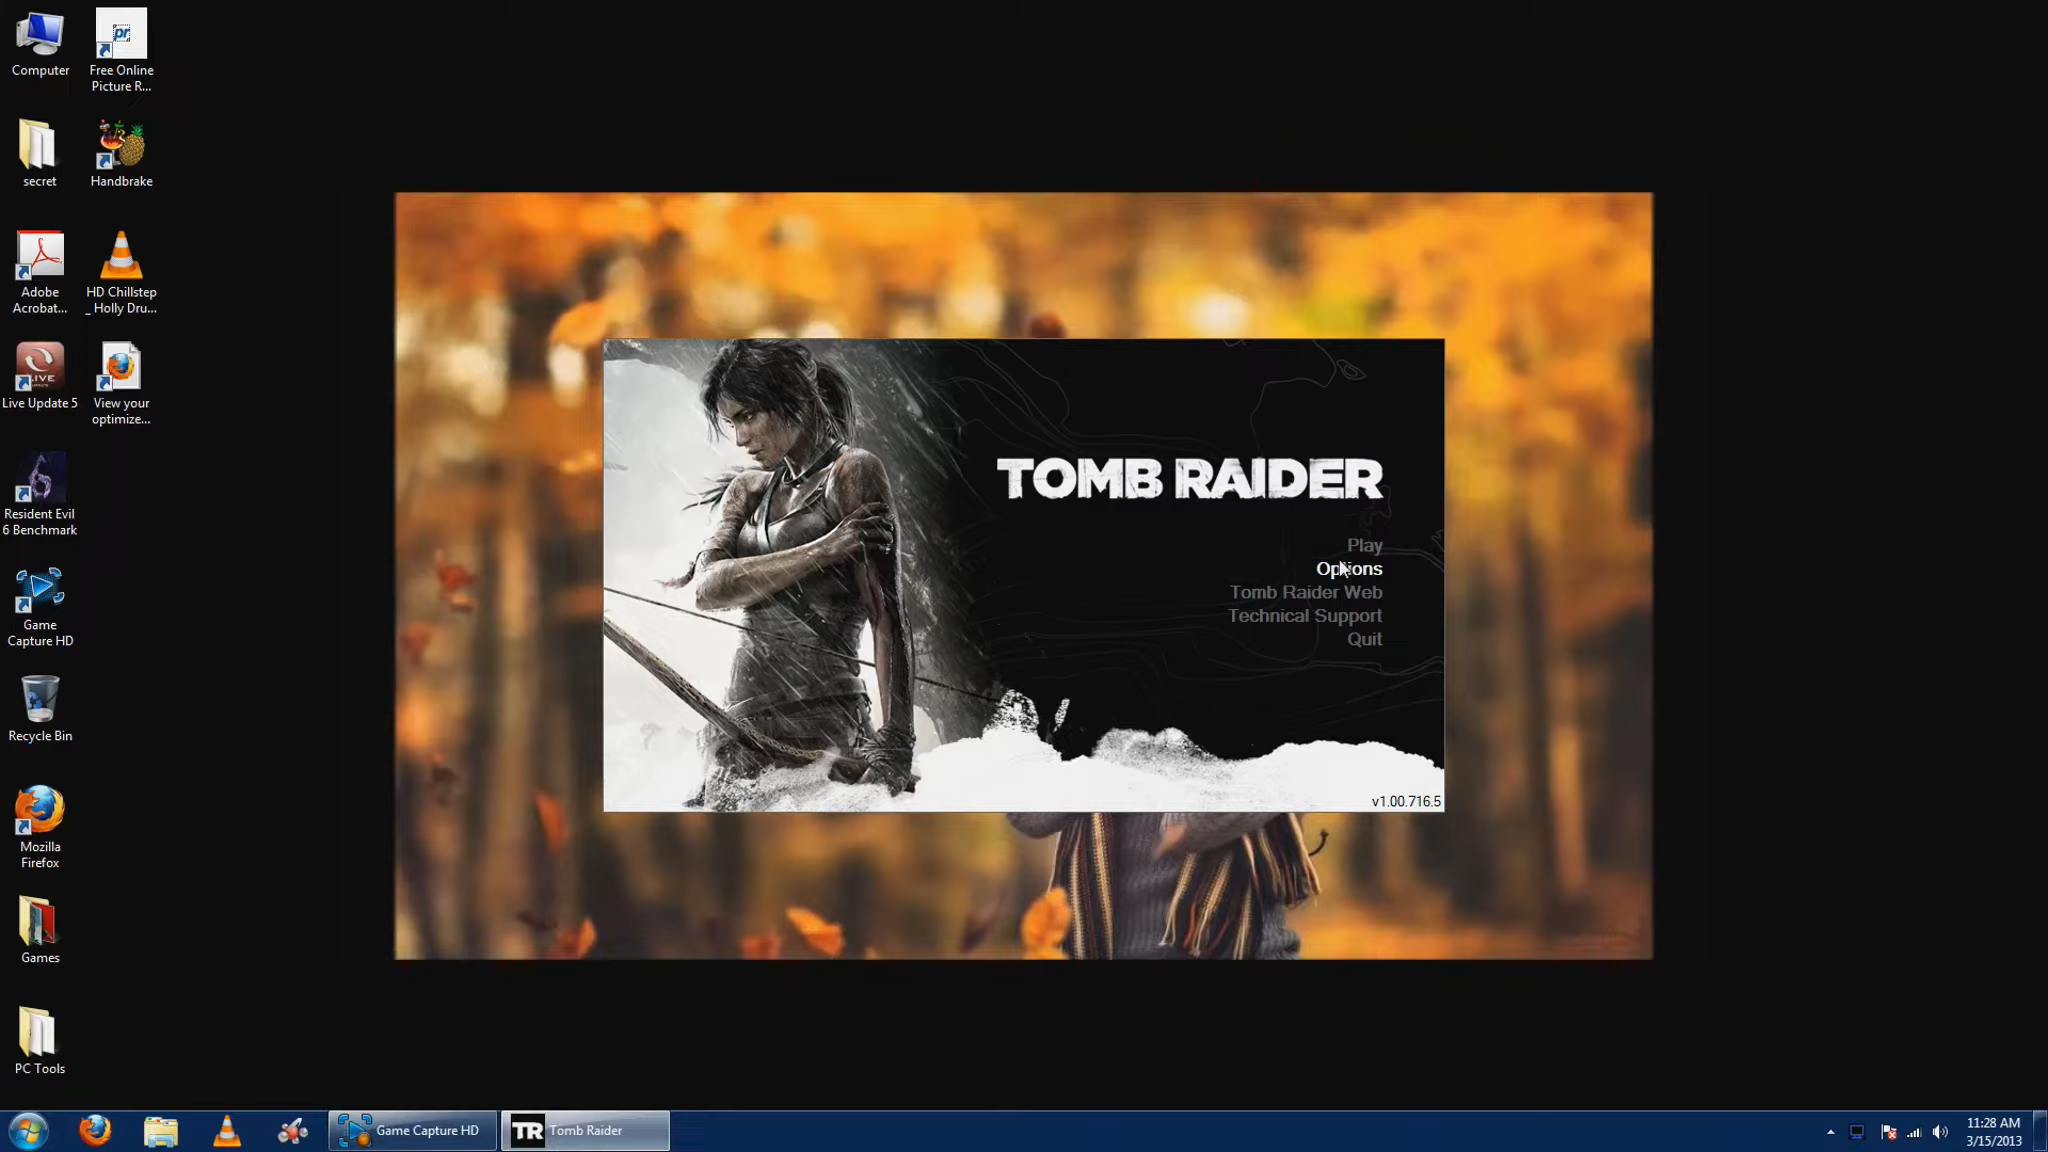 Computer
Free Online
Picture R...
secret
Handbrake
Adobe
Acrobat...
HD Chillstep
_ Holly Dru...
LIVE
Live Update 5
View your
optimize...
Resident Evil
6 Benchmark
Game
Capture HD
Recycle Bin
Mozilla
Firefox
Games
PC Tools
pr
TOMB RAIDER
Play
Options
Tomb Raider Web
Technical Support
Quit
v1.00.716.5
Game Capture HD
TR
Tomb Raider
11:28 AM
3/15/2013